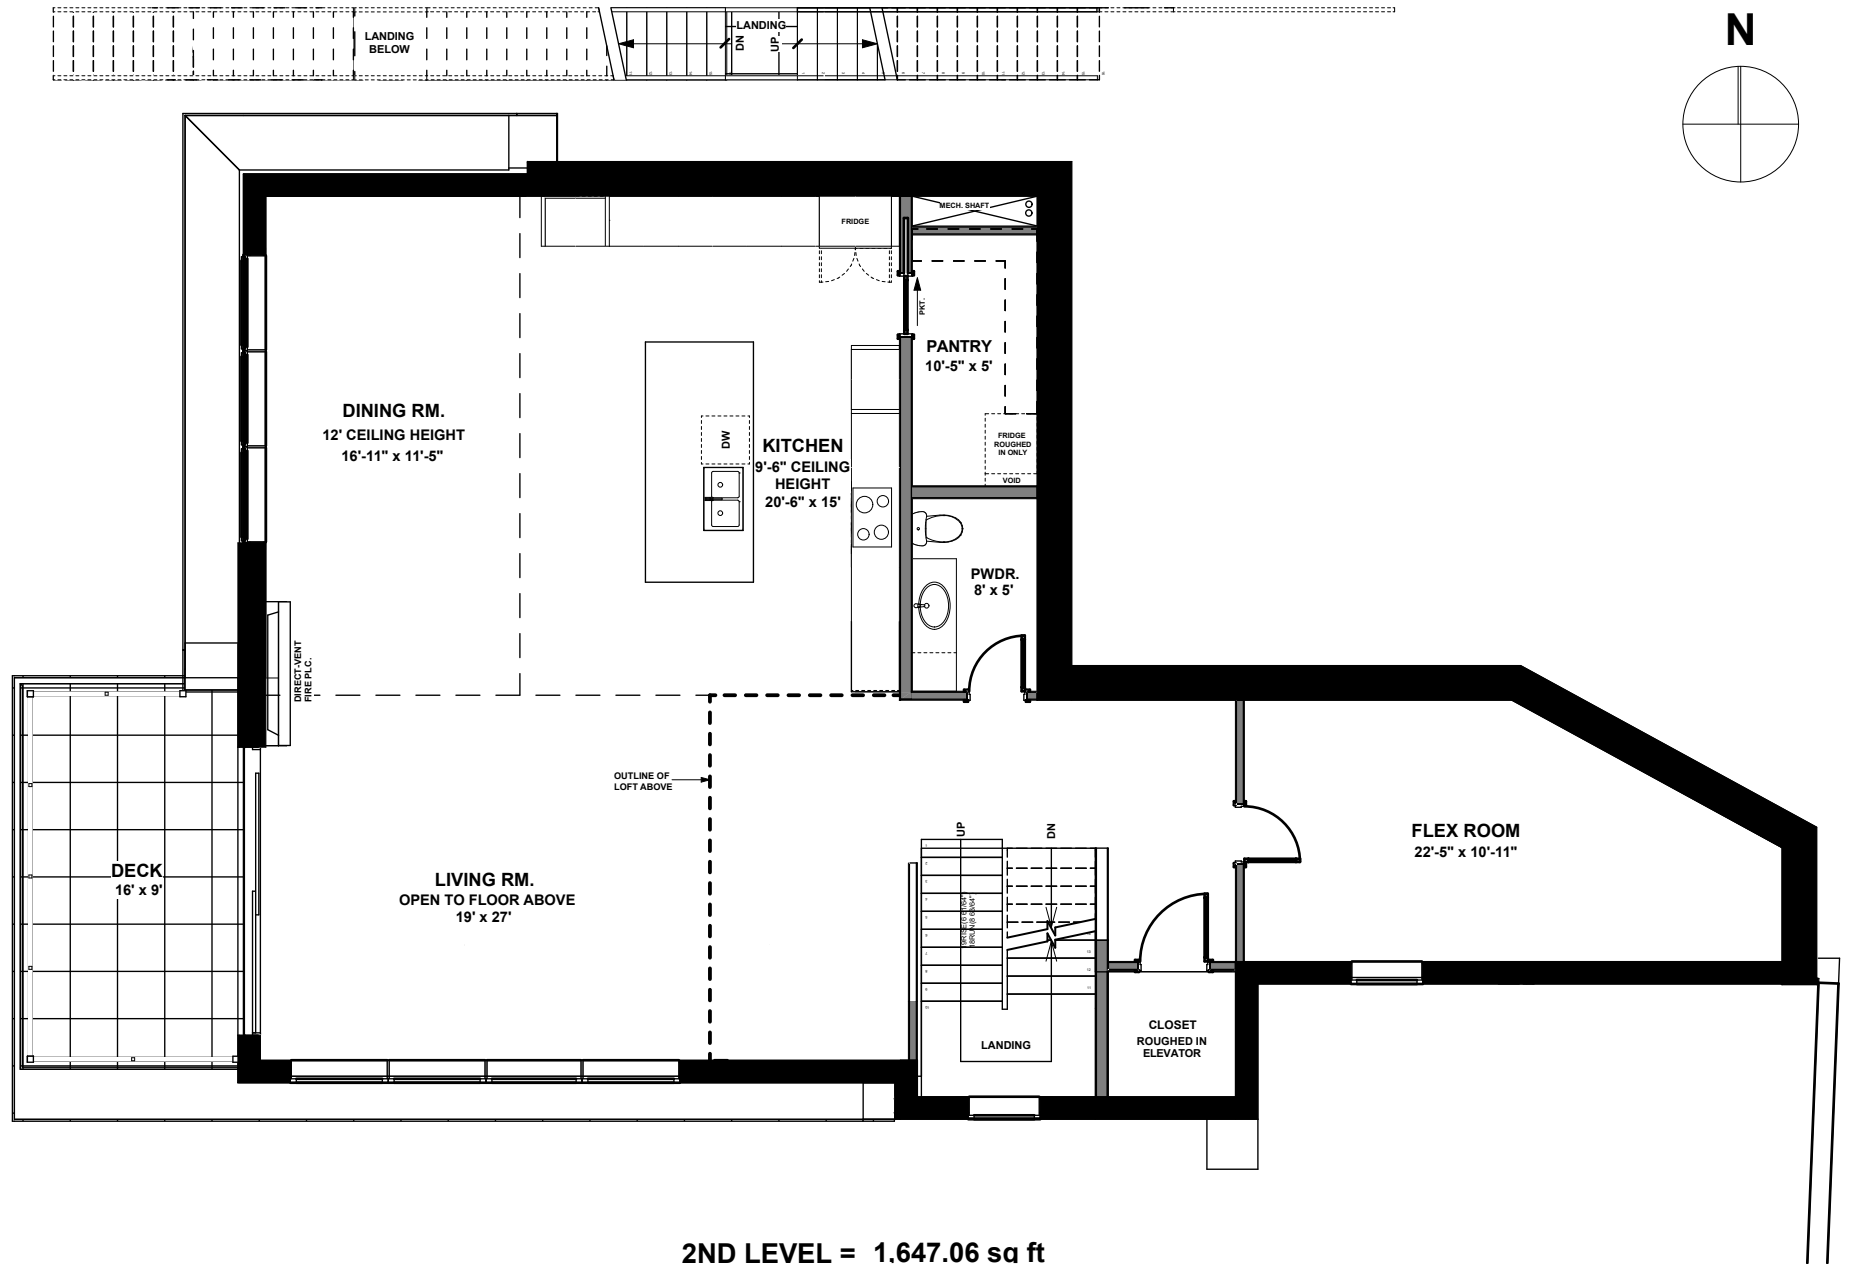 LANDING
BELOW
LANDING
DN
UP
N
MECH. SHAFT
FRIDGE
PKT.
PANTRY
10'-5" x 5'
DINING RM.
12' CEILING HEIGHT
16'-11" x 11'-5"
DW
KITCHEN
9'-6" CEILING
HEIGHT
20'-6" x 15'
FRIDGE
ROUGHED
IN ONLY
VOID
PWDR.
8' x 5'
DIRECT-VENT
FIRE PLC.
OUTLINE OF
LOFT ABOVE
UP
DN
FLEX ROOM
22'-5" x 10'-11"
DECK
16' x 9'
LIVING RM.
OPEN TO FLOOR ABOVE
19' x 27'
LANDING
CLOSET
ROUGHED IN
ELEVATOR
2ND LEVEL = 1,647.06 sq ft